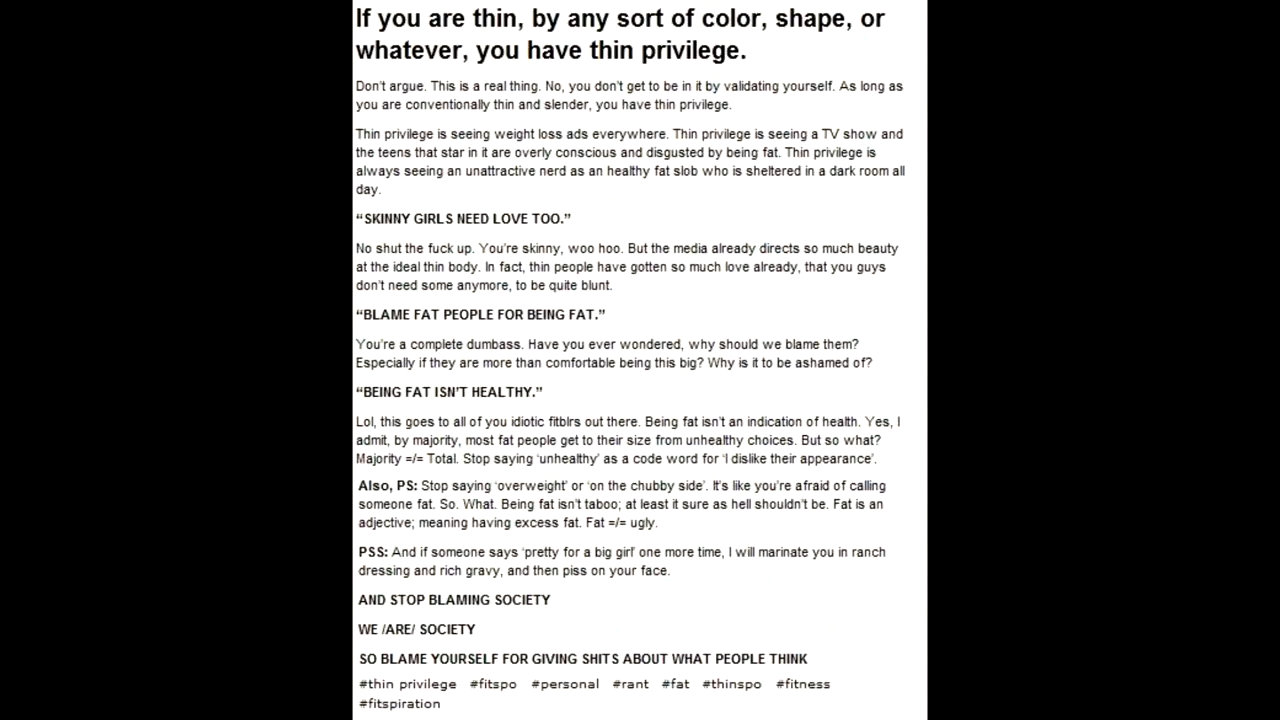 If you are thin, by any sort of color, shape, or
whatever, you have thin privilege.
Don't argue. This is a real thing. No, you don't get to be in it by validating yourself. As long as
you are conventionally thin and slender, you have thin privilege.
Thin privilege is seeing weight loss ads everywhere. Thin privilege is seeing a TV show and
the teens that star in it are overly conscious and disgusted by being fat. Thin privilege is
always seeing an unattractive nerd as an healthy fat slob who is sheltered in a dark room all
day.
“SKINNY GIRLS NEED LOVE TOO.”
No shut the fuck up. You're skinny, woo hoo. But the media already directs so much beauty
at the ideal thin body. In fact, thin people have gotten so much love already, that you guys
don't need some anymore, to be quite blunt.
“BLAME FAT PEOPLE FOR BEING FAT.”
You're a complete dumbass. Have you ever wondered, why should we blame them?
Especially if they are more than comfortable being this big? Why is it to be ashamed of?
“BEING FAT ISN'T HEALTHY.”
Lol, this goes to all of you idiotic fitblrs out there. Being fat isn't an indication of health. Yes, I
admit, by majority, most fat people get to their size from unhealthy choices. But so what?
Majority =/= Total. Stop saying 'unhealthy' as a code word for 'I dislike their appearance'.
Also, PS: Stop saying 'overweight' or 'on the chubby side'. It's like you're afraid of calling
someone fat. So. What. Being fat isn't taboo; at least it sure as hell shouldn't be. Fat is an
adjective; meaning having excess fat. Fat =/= ugly.
PSS: And if someone says 'pretty for a big girl' one more time, I will marinate you in ranch
dressing and rich gravy, and then piss on your face.
AND STOP BLAMING SOCIETY
WE /ARE/ SOCIETY
SO BLAME YOURSELF FOR GIVING SHITS ABOUT WHAT PEOPLE THINK
#thin privilege #fitspo #personal #rant #fat #thinspo #fitness
#fitspiration